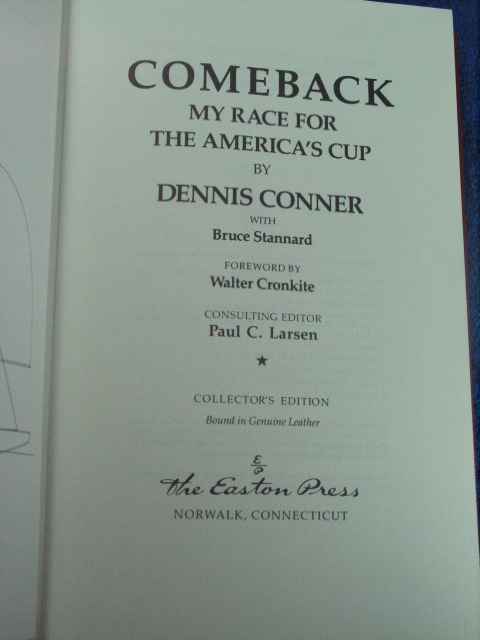 COMEBACK
MY RACE FOR
THE AMERICA'S CUP
BY
DENNIS CONNER
WITH
Bruce Stannard
FOREWORD BY
Walter Cronkite
CONSULTING EDITOR
Paul C. Larsen
★
COLLECTOR'S EDITION
Bound in Genuine Leather
E
P
The Easton Press
NORWALK, CONNECTICUT